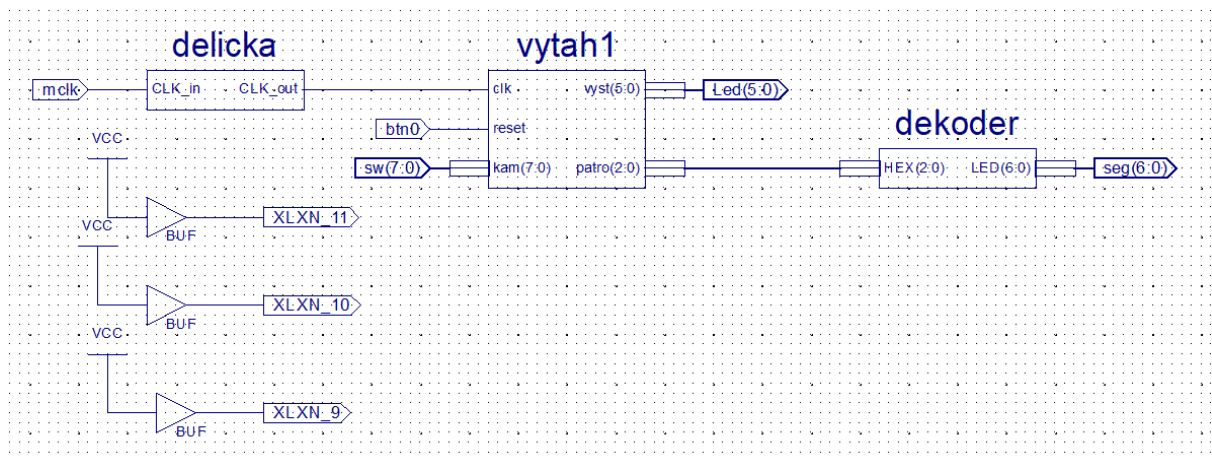 delicka
vytah1
mclk
CLK_in
CLK_out
clk
vyst(5:0)
Led(5:0)
btn0
reset
dekoder
VCC
sw(7:0)
kam(7:0)
patro(2:0)
HEX(2:0)
LED(6:0)
seg(6:0)
XLXN_11
VCC
BUF
XLXN_10
BUF
VCC
XLXN_9
BUF